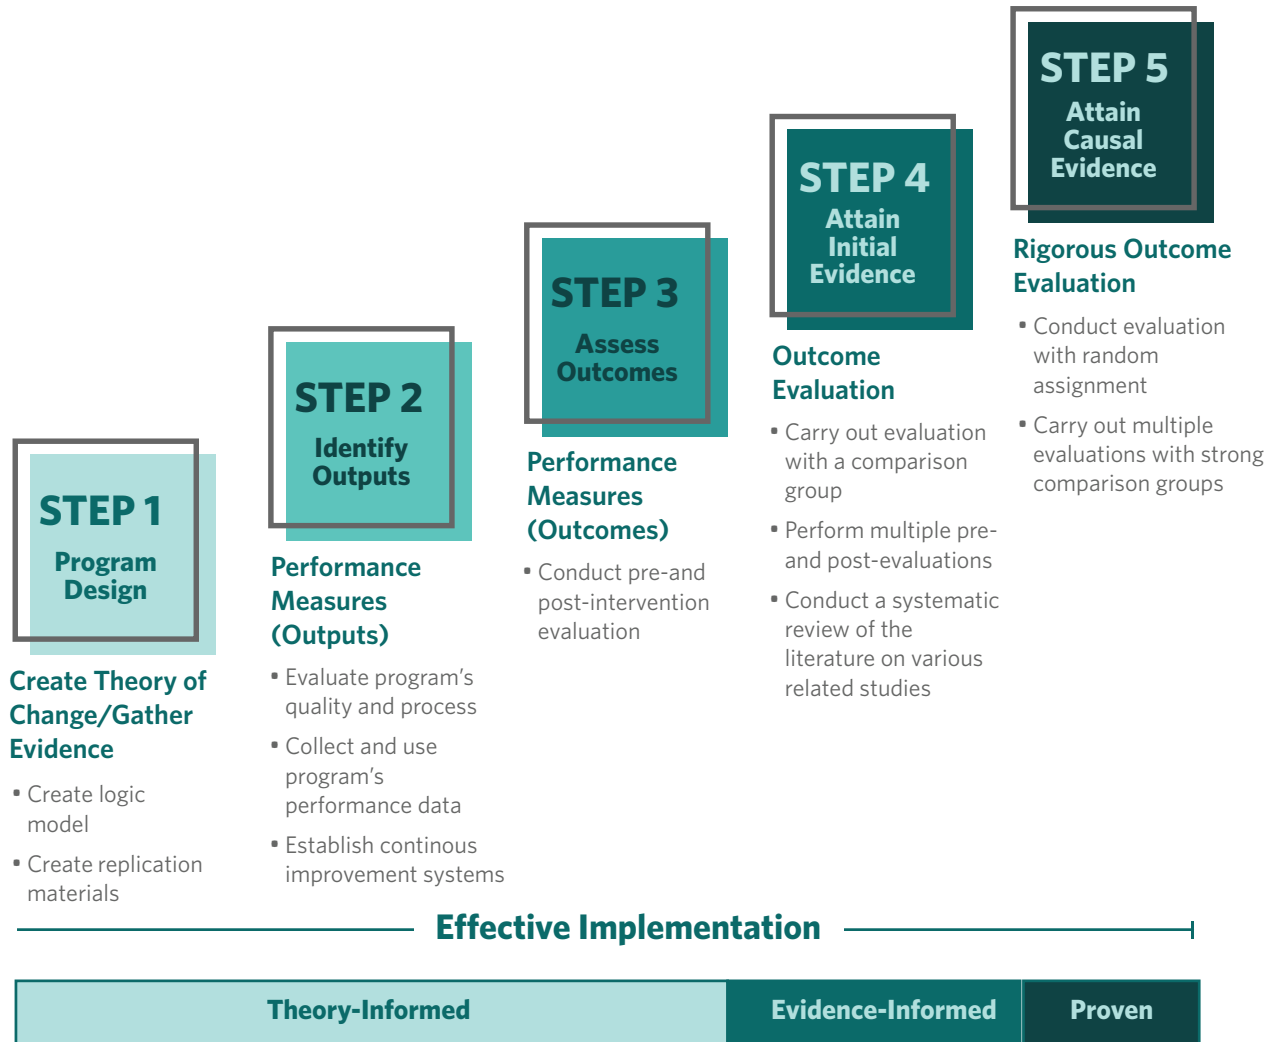 STEP 1
Program
Design
Create Theory of
Change/Gather
Evidence
▪ Create logic
model
▪ Create replication
materials
STEP 2
Identify
Outputs
Performance
Measures
(Outputs)
▪ Evaluate program’s
quality and process
▪ Collect and use
program’s
performance data
▪ Establish continous
improvement systems
STEP 3
Assess
Outcomes
Performance
Measures
(Outcomes)
▪ Conduct pre-and
post-intervention
evaluation
STEP 4
Attain
Initial
Evidence
Outcome
Evaluation
▪ Carry out evaluation
with a comparison
group
▪ Perform multiple pre-
and post-evaluations
▪ Conduct a systematic
review of the
literature on various
related studies
STEP 5
Attain
Causal
Evidence
Rigorous Outcome
Evaluation
▪ Conduct evaluation
with random
assignment
▪ Carry out multiple
evaluations with strong
comparison groups
Effective Implementation
Theory-Informed
Evidence-Informed
Proven